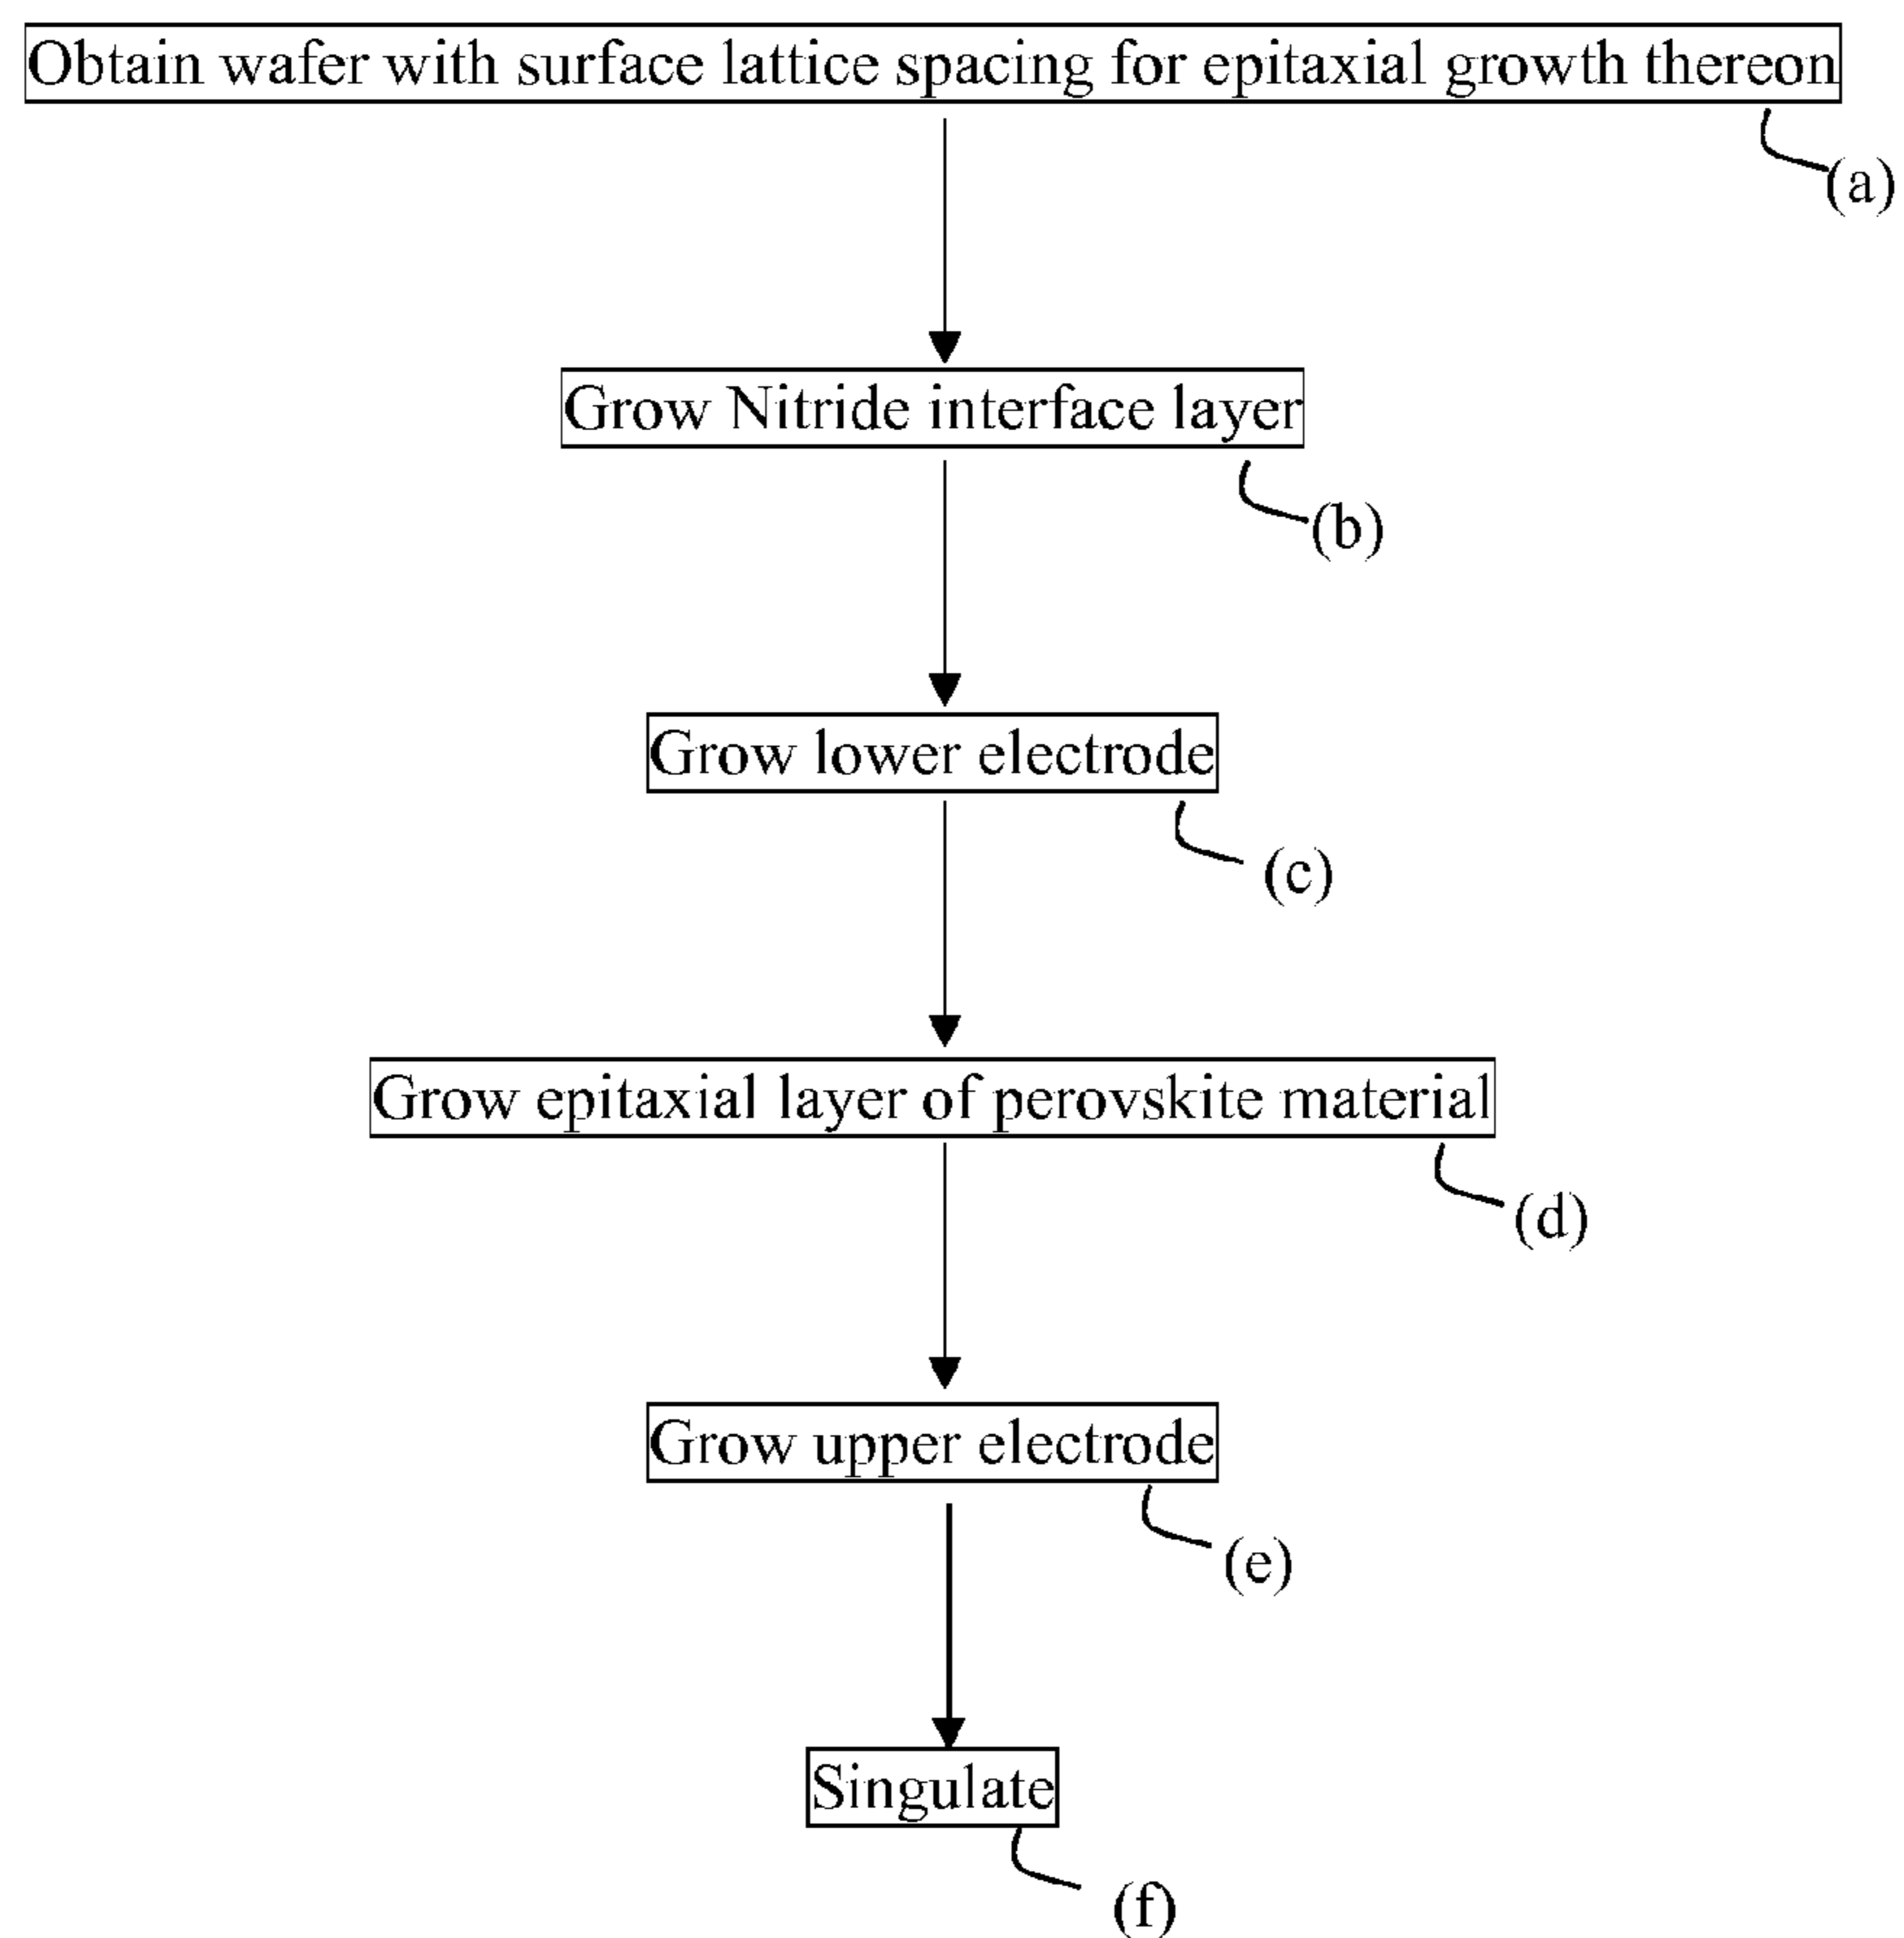 Obtain wafer with surface lattice spacing for epitaxial growth thereon
(a)
Grow Nitride interface layer
(b)
Grow lower electrode
(c)
Grow epitaxial layer of perovskite material
(d)
Grow upper electrode
(e)
Singulate
(f)